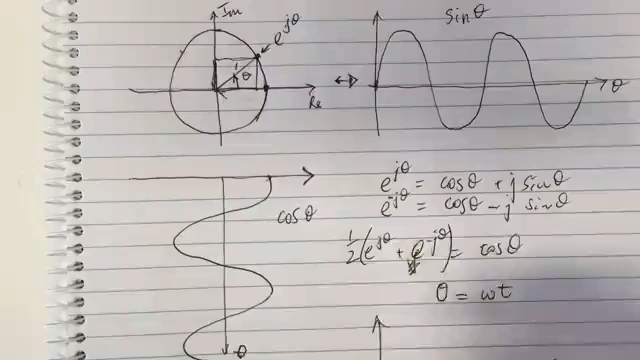 Im
sinθ
e^{jθ}
θ
Re
θ
cosθ
e^{jθ} = cosθ + j sinθ
e^{-jθ} = cosθ - j sinθ
1/2(e^{jθ} + e^{-jθ}) = cosθ
θ = ωt
θ